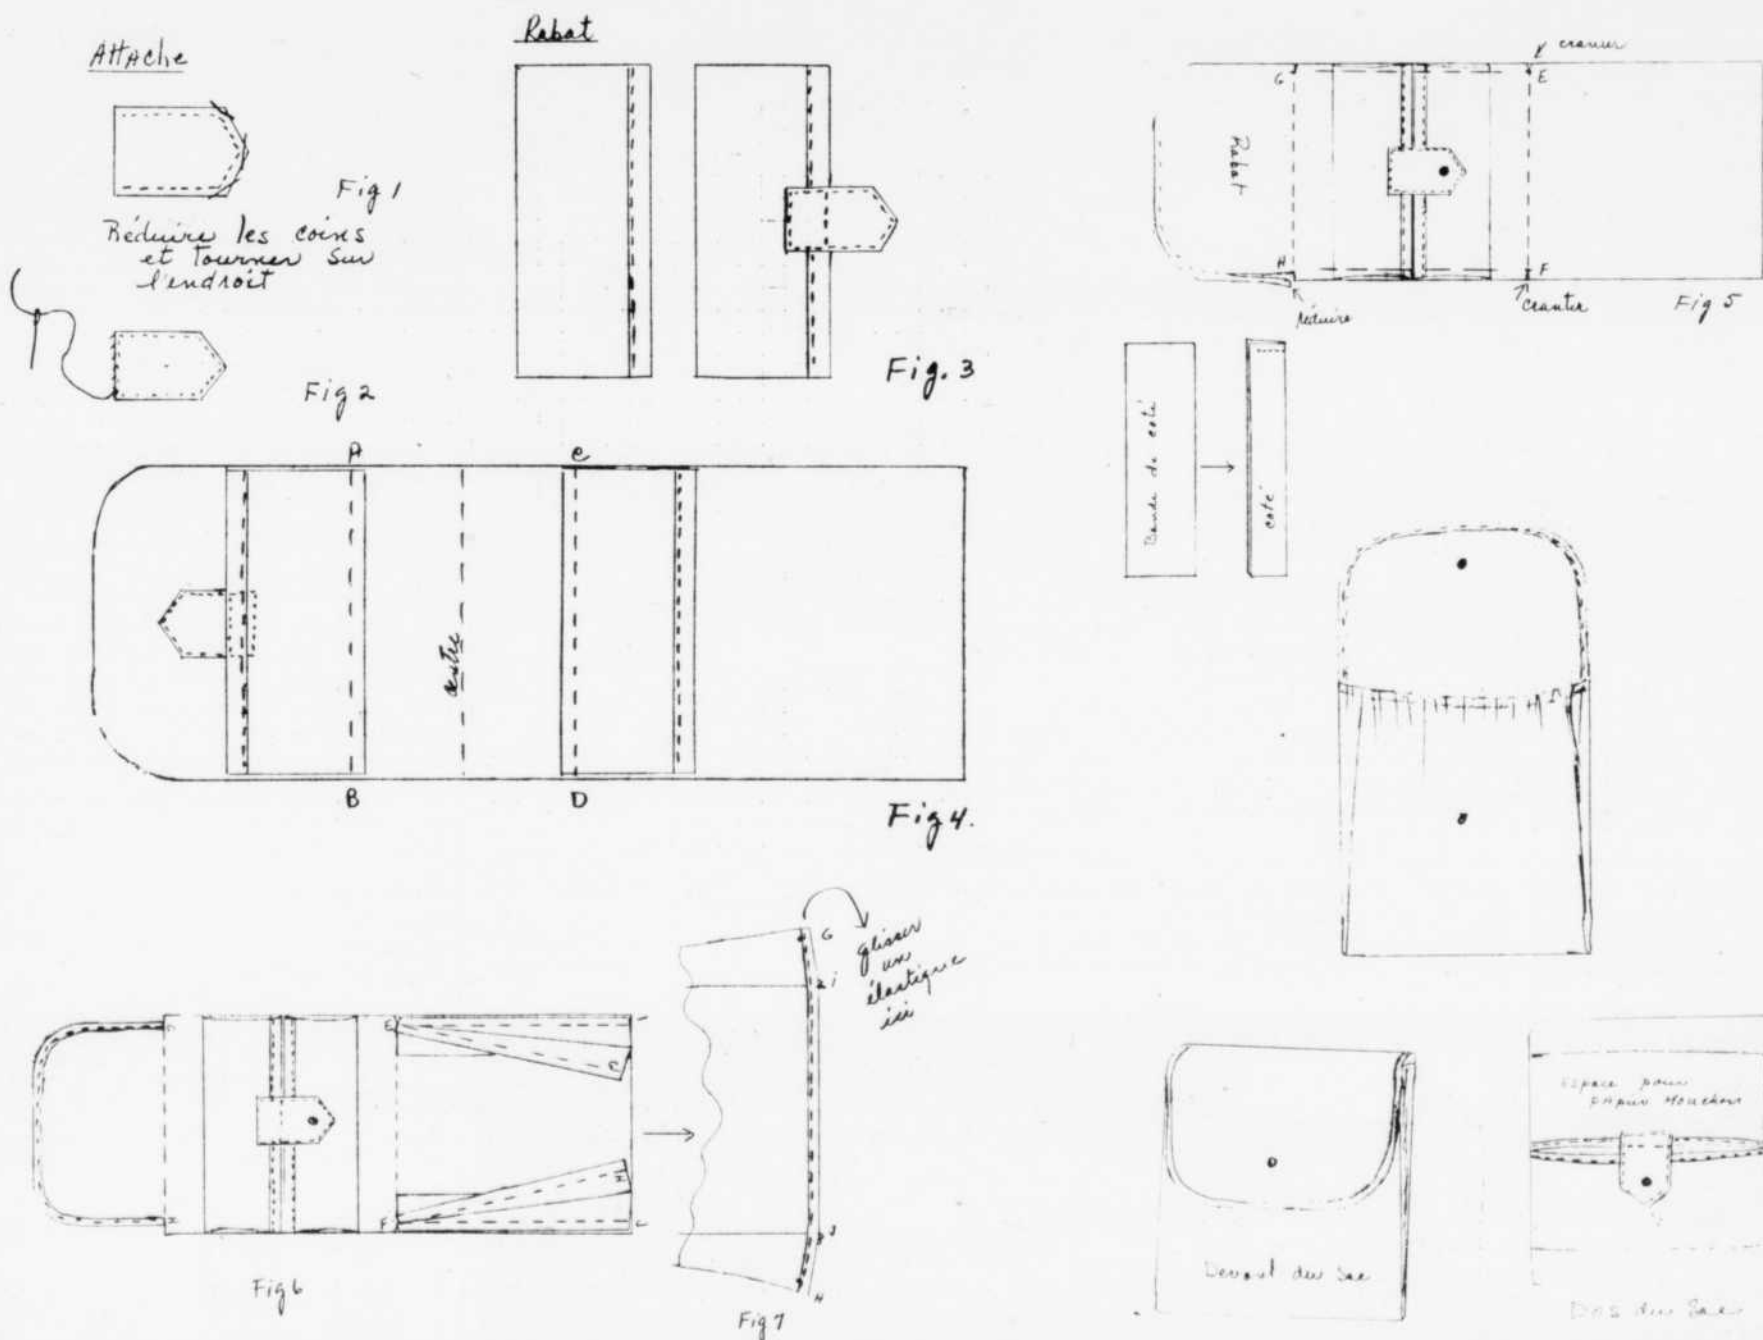 Attache
Fig 1
Réduire les coins
et Tourner Sur
l'endroit
Fig 2
Rabat
Fig. 3
A
C
centre
B
D
Fig 4.
cranter
G
E
Rabat
H
F
réduire
cranter
Fig 5
Bande de coté
coté
E
G
F
H
Fig 6
G
glisser
un
élastique
ici
i
J
H
Fig 7
Devant du Sac
Espace pour
papier Mouchoir
Dos du Sac